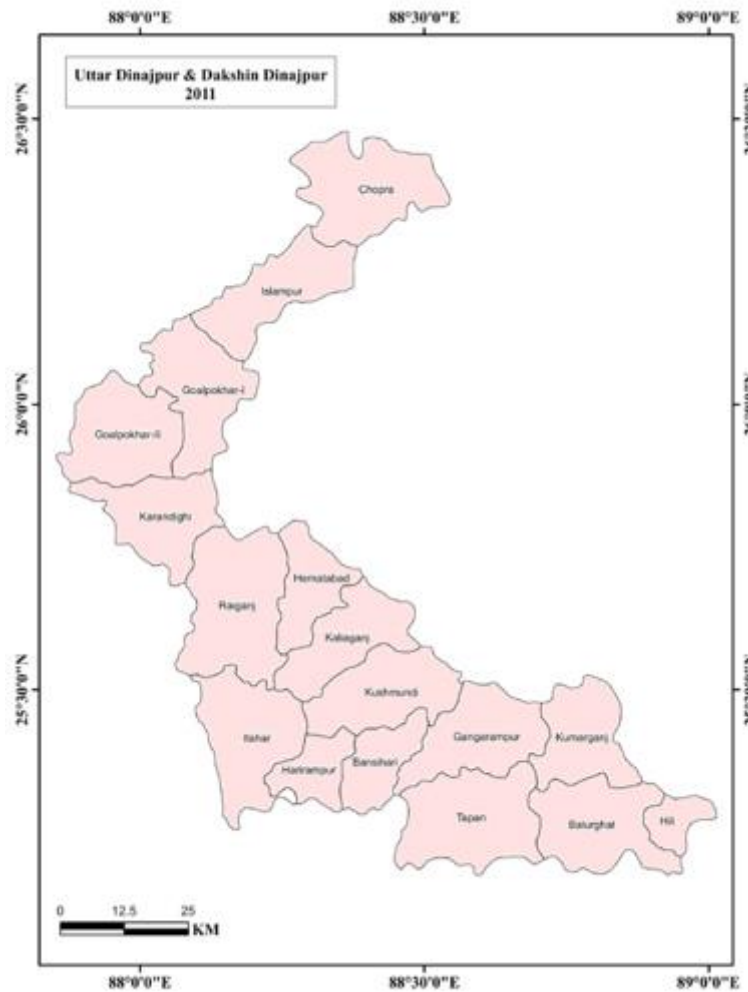 88°0'0"E 88°30'0"E 89°0'0"E
Uttar Dinajpur & Dakshin Dinajpur
2011
26°30'0"N
Chopra
Islampur
Goalpokhar-I
26°0'0"N
Goalpokhar-II
Karandighi
Hematabad
Raiganj
Kaliaganj
25°30'0"N
Kushmundi
Itahar
Gangarampur
Kumarganj
Harirampur
Bansihari
Tapan
Balurghat
Hili
0 12.5 25
KM
88°0'0"E 88°30'0"E 89°0'0"E